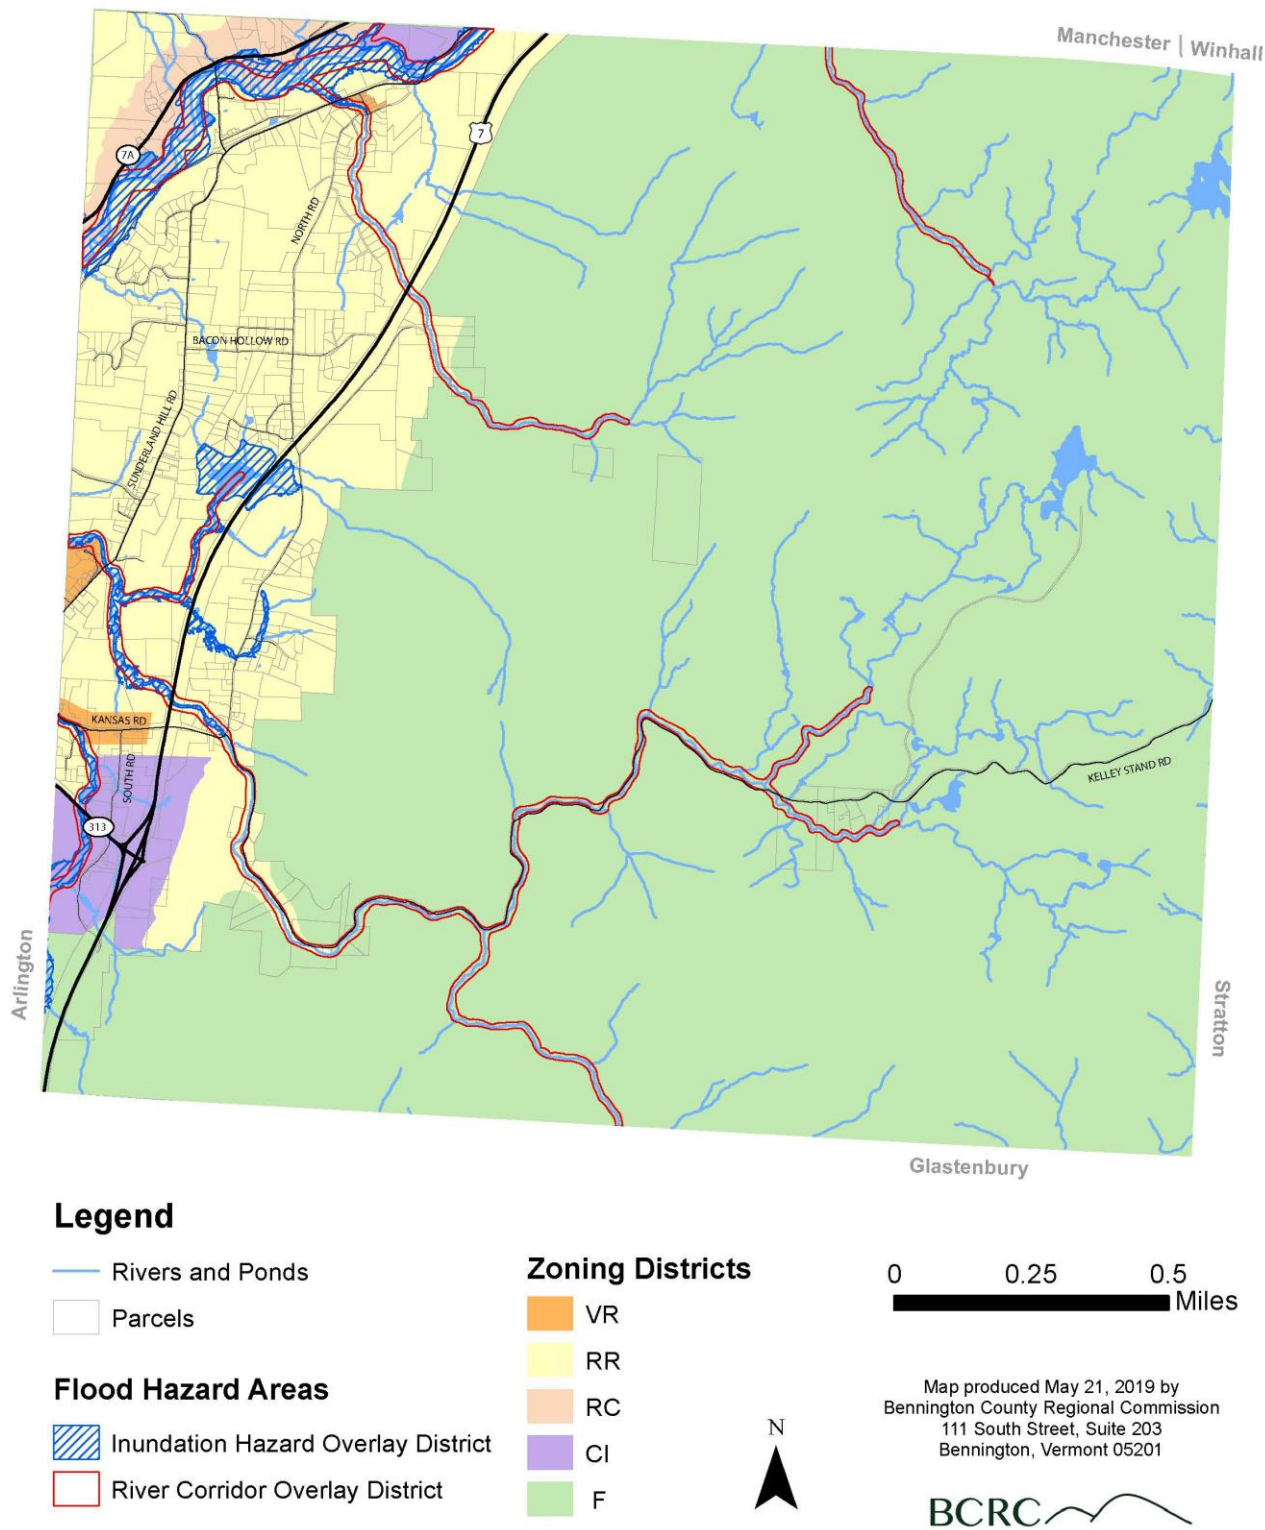 Manchester | Winhall
7
7A
NORTH RD
BACON HOLLOW RD
SUNDERLAND HILL RD
KANSAS RD
SOUTH RD
KELLEY STAND RD
313
Arlington
Stratton
Glastenbury
Legend
Rivers and Ponds
Parcels
Flood Hazard Areas
Inundation Hazard Overlay District
River Corridor Overlay District
Zoning Districts
VR
RR
RC
CI
F
0 0.25 0.5
Miles
N
Map produced May 21, 2019 by
Bennington County Regional Commission
111 South Street, Suite 203
Bennington, Vermont 05201
BCRC